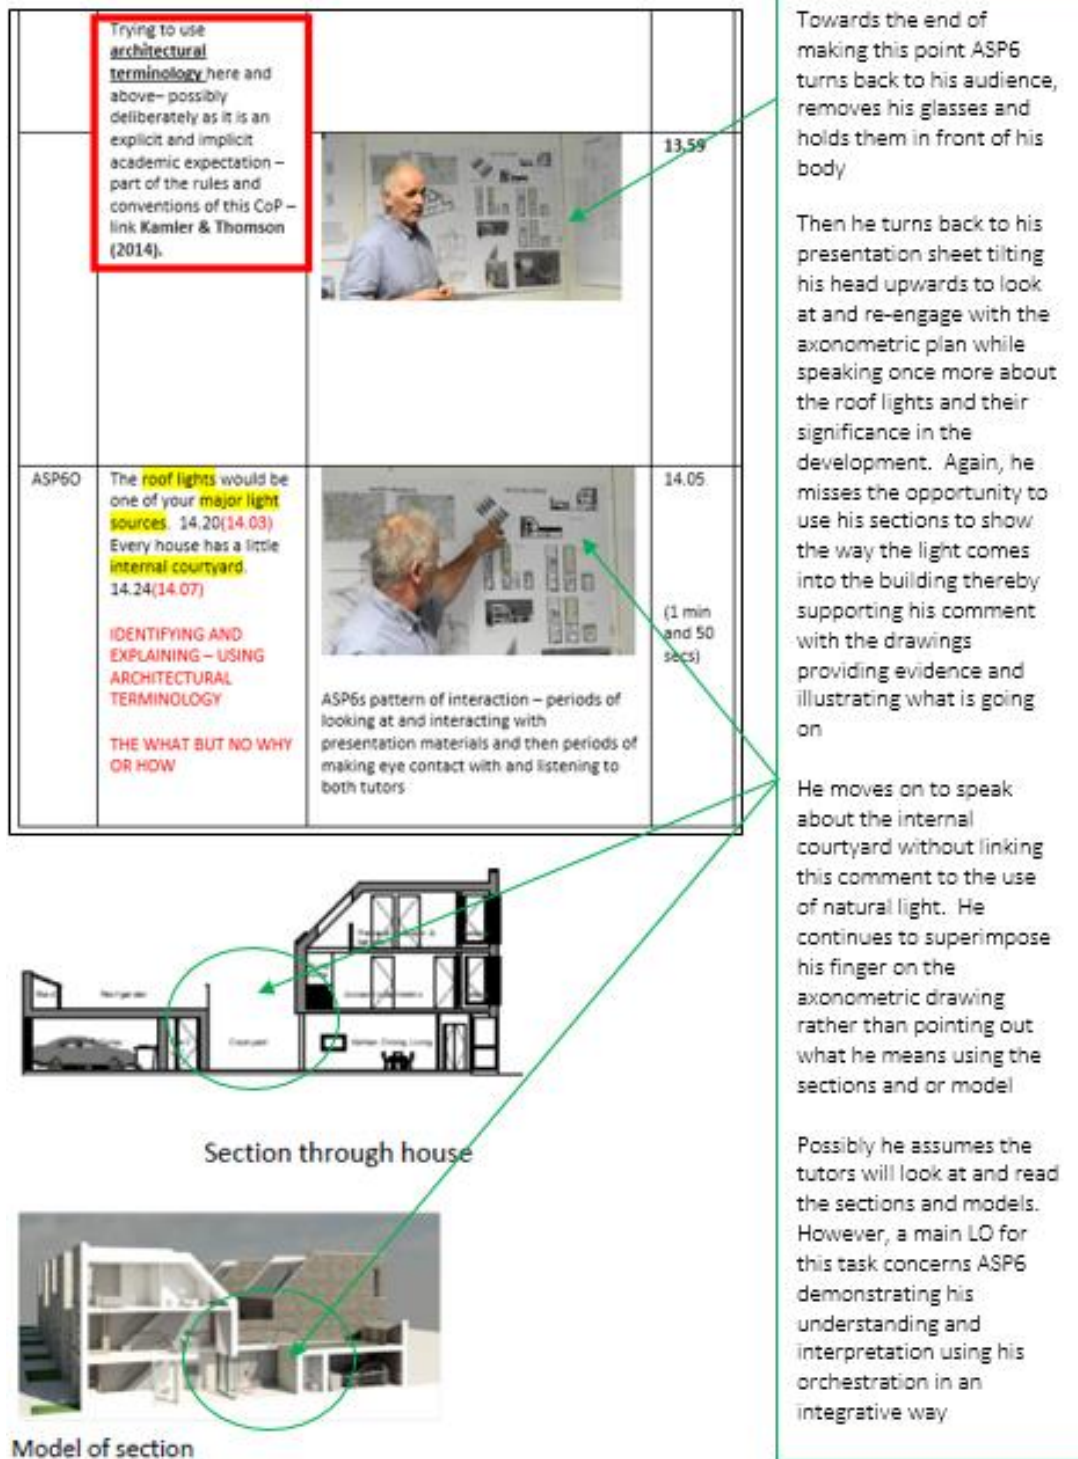 Trying to use
architectural
terminology here and
above– possibly
deliberately as it is an
explicit and implicit
academic expectation –
part of the rules and
conventions of this CoP –
link Kamler & Thomson
(2014).
13.59
ASP6O
The roof lights would be
one of your major light
sources. 14.20(14.03)
Every house has a little
internal courtyard.
14.24(14.07)
IDENTIFYING AND
EXPLAINING – USING
ARCHITECTURAL
TERMINOLOGY
THE WHAT BUT NO WHY
OR HOW
ASP6s pattern of interaction – periods of
looking at and interacting with
presentation materials and then periods of
making eye contact with and listening to
both tutors
14.05
(1 min
and 50
secs)
Courtyard
Kitchen Dining Living
Section through house
Model of section
Towards the end of
making this point ASP6
turns back to his audience,
removes his glasses and
holds them in front of his
body
Then he turns back to his
presentation sheet tilting
his head upwards to look
at and re-engage with the
axonometric plan while
speaking once more about
the roof lights and their
significance in the
development. Again, he
misses the opportunity to
use his sections to show
the way the light comes
into the building thereby
supporting his comment
with the drawings
providing evidence and
illustrating what is going
on
He moves on to speak
about the internal
courtyard without linking
this comment to the use
of natural light. He
continues to superimpose
his finger on the
axonometric drawing
rather than pointing out
what he means using the
sections and or model
Possibly he assumes the
tutors will look at and read
the sections and models.
However, a main LO for
this task concerns ASP6
demonstrating his
understanding and
interpretation using his
orchestration in an
integrative way